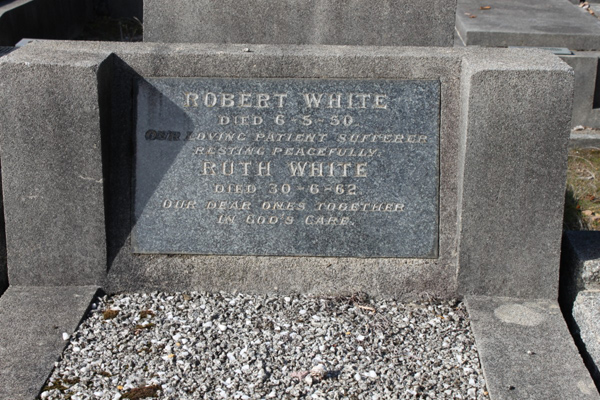 ROBERT WHITE
DIED 6-5-50
OUR LOVING PATIENT SUFFERER
RESTING PEACEFULLY.
RUTH WHITE
DIED 30-6-62
OUR DEAR ONES TOGETHER
IN GOD'S CARE.